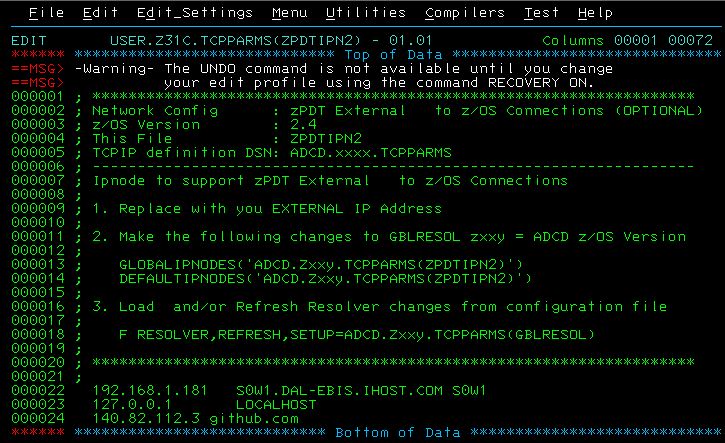 File  Edit  Edit_Settings  Menu  Utilities  Compilers  Test  Help
EDIT       USER.Z31C.TCPPARMS(ZPDTIPN2) - 01.01             Columns 00001 00072
****** ***************************** Top of Data ******************************
==MSG> -Warning- The UNDO command is not available until you change
==MSG>           your edit profile using the command RECOVERY ON.
000001 ; *******************************************************************
000002 ; Network Config      : zPDT External   to z/OS Connections (OPTIONAL)
000003 ; z/OS Version        : 2.4
000004 ; This File           : ZPDTIPN2
000005 ; TCPIP definition DSN: ADCD.xxxx.TCPPARMS
000006 ; -------------------------------------------------------------------
000007 ; Ipnode to support zPDT External   to z/OS Connections
000008 ;
000009 ; 1. Replace with you EXTERNAL IP Address
000010 ;
000011 ; 2. Make the following changes to GBLRESOL zxxy = ADCD z/OS Version
000012 ;
000013 ;    GLOBALIPNODES('ADCD.Zxxy.TCPPARMS(ZPDTIPN2)')
000014 ;    DEFAULTIPNODES('ADCD.Zxxy.TCPPARMS(ZPDTIPN2)')
000015 ;
000016 ; 3. Load  and/or Refresh Resolver changes from configuration file
000017 ;
000018 ;    F RESOLVER,REFRESH,SETUP=ADCD.Zxxy.TCPPARMS(GBLRESOL)
000019 ;
000020 ; *******************************************************************
000021 ;
000022   192.168.1.181   S0W1.DAL-EBIS.IHOST.COM S0W1
000023   127.0.0.1       LOCALHOST
000024   140.82.112.3 github.com
****** **************************** Bottom of Data ****************************